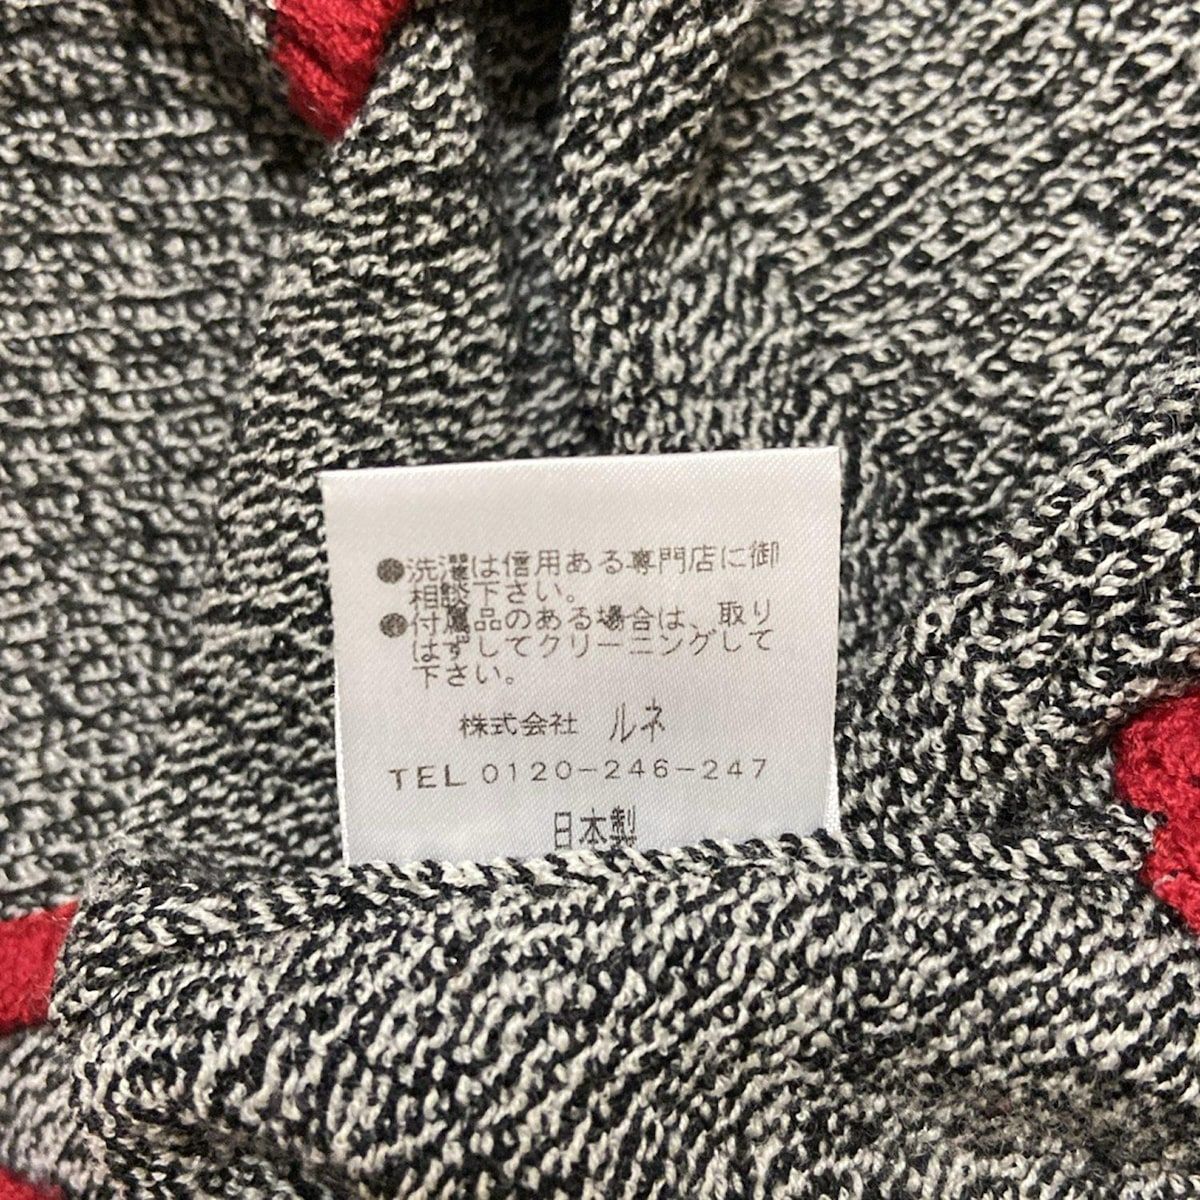 ●洗濯は信用ある専門店に御
相談下さい。
●付属品のある場合は、取り
はずしてクリーニングして
下さい。
株式会社 ルネ
TEL 0120-246-247
日本製